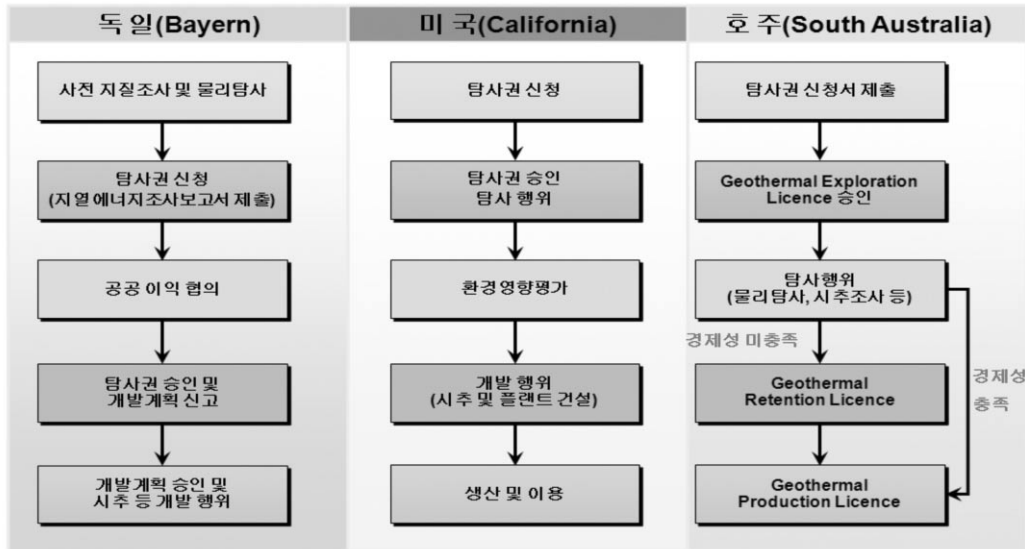 독일(Bayern)
사전 지질조사 및 물리탐사
탐사권 신청
(지열에너지조사보고서 제출)
공공 이익 협의
탐사권 승인 및
개발계획 신고
개발계획 승인 및
시추 등 개발 행위
미국(California)
탐사권 신청
탐사권 승인
탐사 행위
환경영향평가
개발 행위
(시추 및 플랜트 건설)
생산 및 이용
호주(South Australia)
탐사권 신청서 제출
Geothermal Exploration
Licence 승인
탐사행위
(물리탐사, 시추조사 등)
경제성 미충족
Geothermal
Retention Licence
경제성
충족
Geothermal
Production Licence